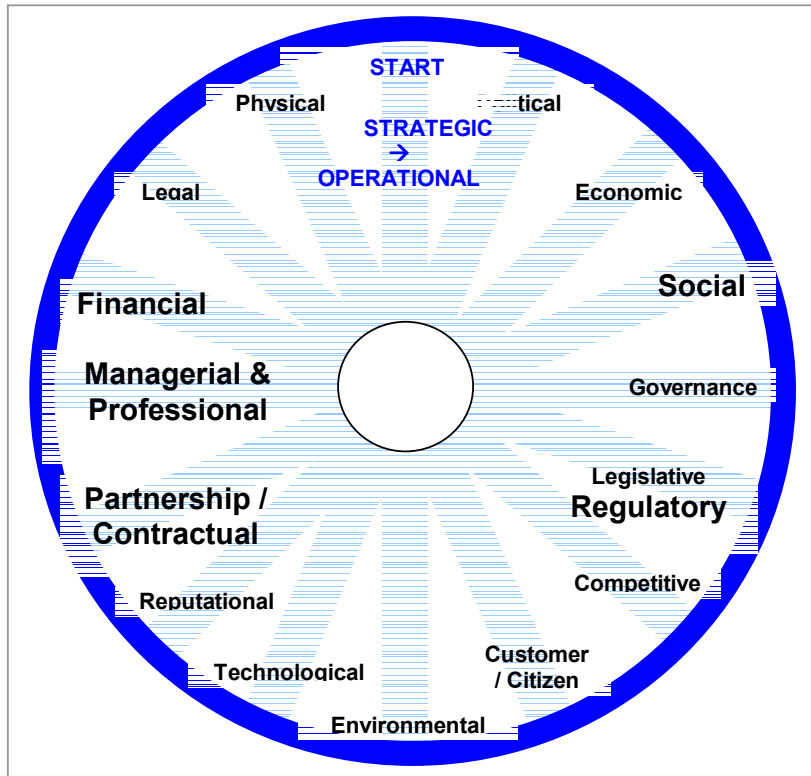 START
Physical
STRATEGIC
→
OPERATIONAL
Legal
Economic
Social
Financial
Managerial &
Professional
Governance
Legislative
Regulatory
Partnership /
Contractual
Competitive
Reputational
Customer
/ Citizen
Technological
Environmental